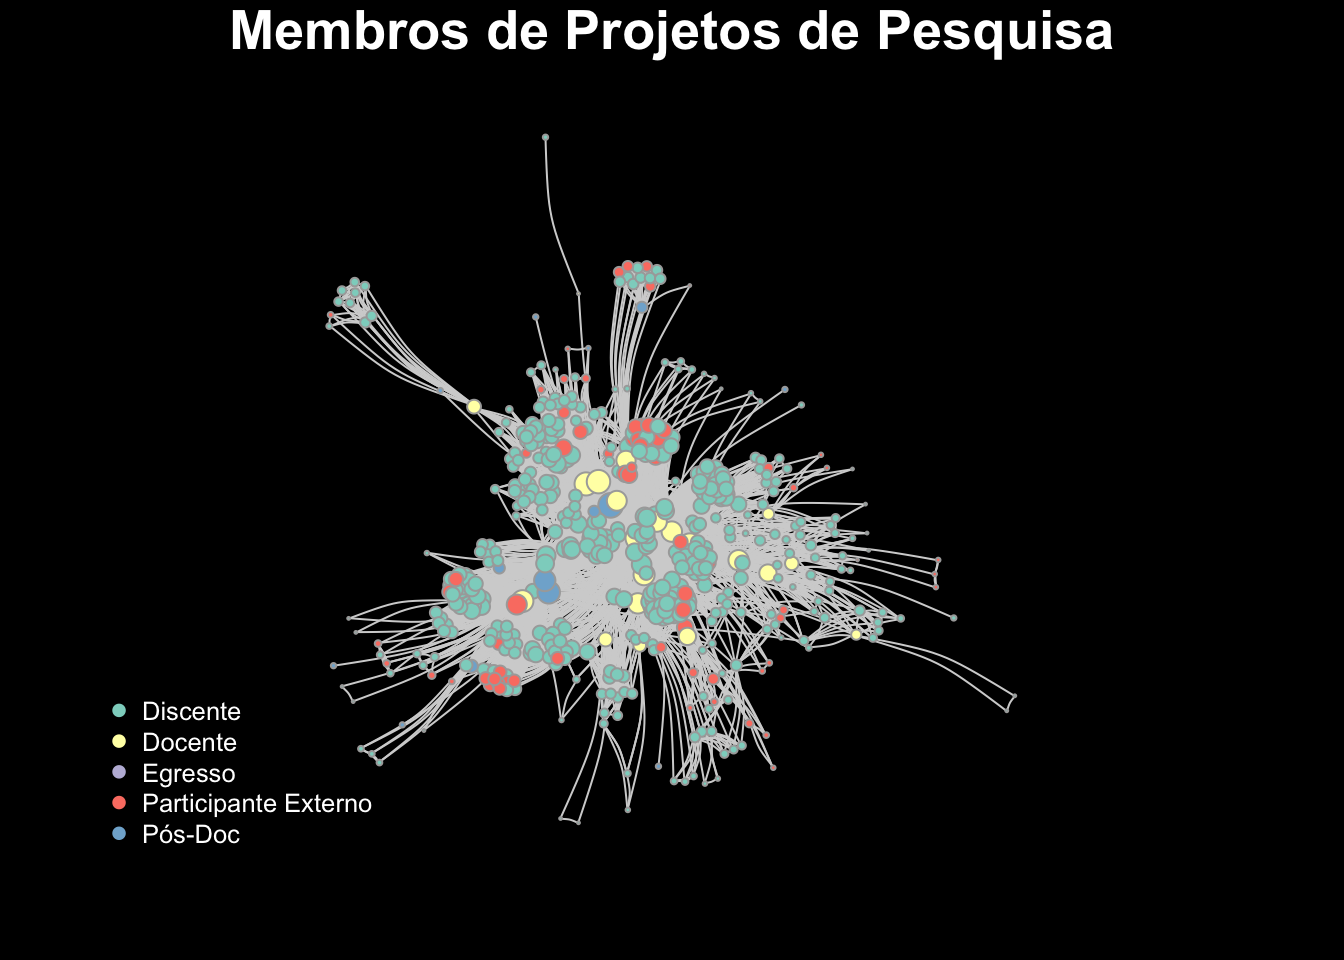 Membros de Projetos de Pesquisa
Discente
Docente
Egresso
Participante Externo
Pós-Doc